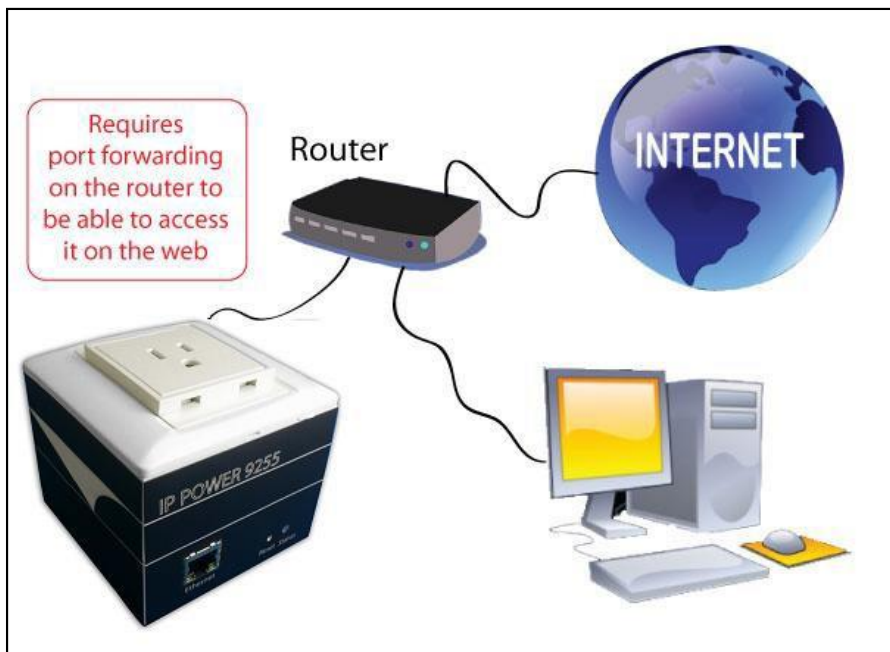 Requires
port forwarding
on the router to
be able to access
it on the web
Router
INTERNET
IP POWER 9255
Ethernet
Reset